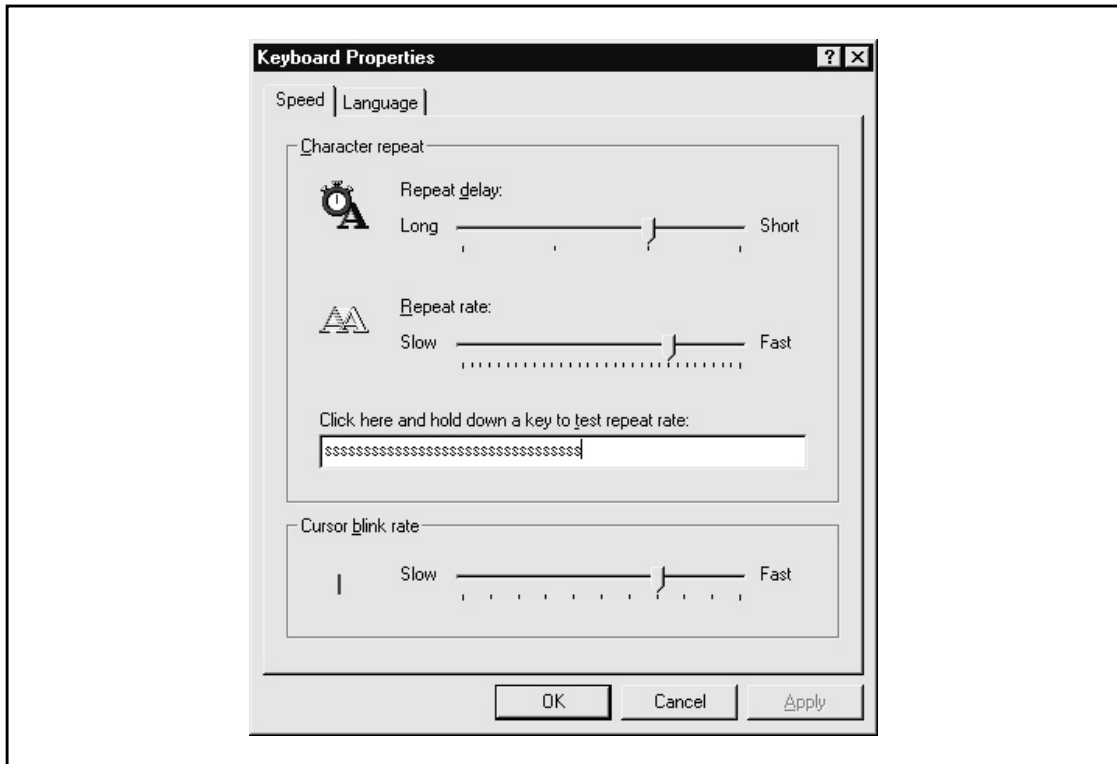 Keyboard Properties
Speed Language
Character repeat
Repeat delay:
Long Short
Repeat rate:
Slow Fast
Click here and hold down a key to test repeat rate:
sssssssssssssssssssssssssssssssss
Cursor blink rate
Slow Fast
OK Cancel Apply